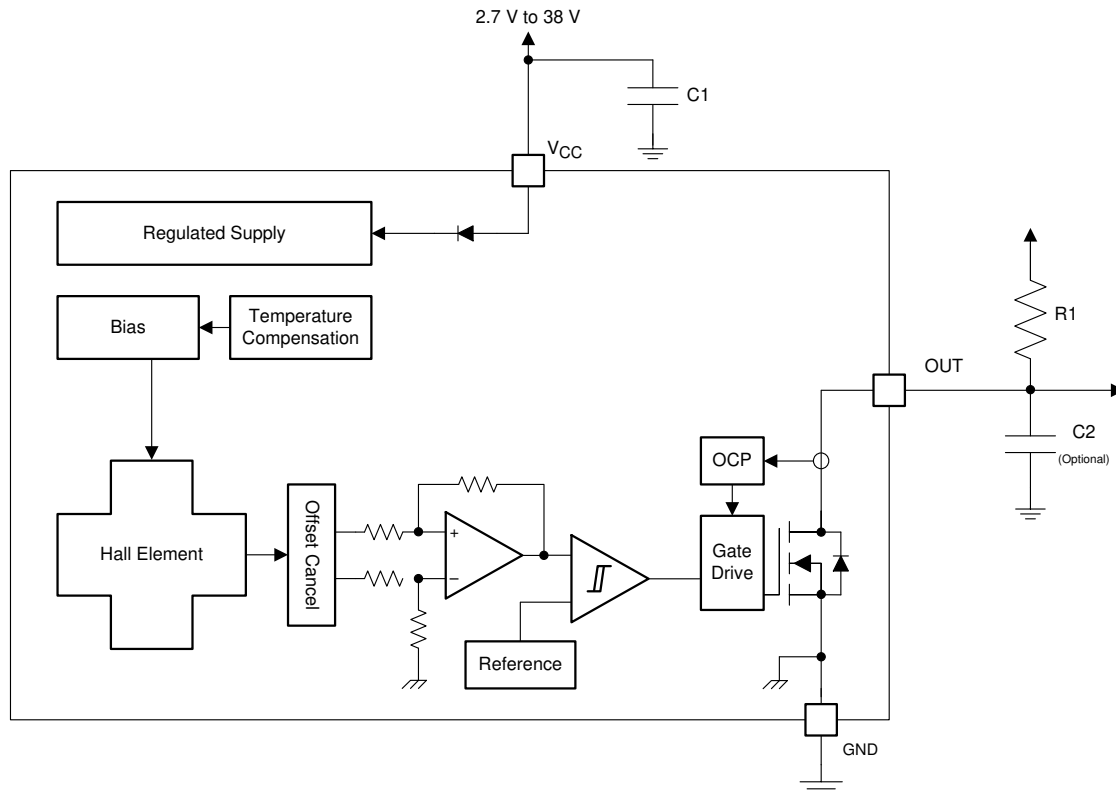 2.7 V to 38 V
C1
VCC
Regulated Supply
Bias
Temperature
Compensation
R1
OUT
C2
(Optional)
OCP
Hall Element
Offset Cancel
+
–
Gate
Drive
Reference
GND